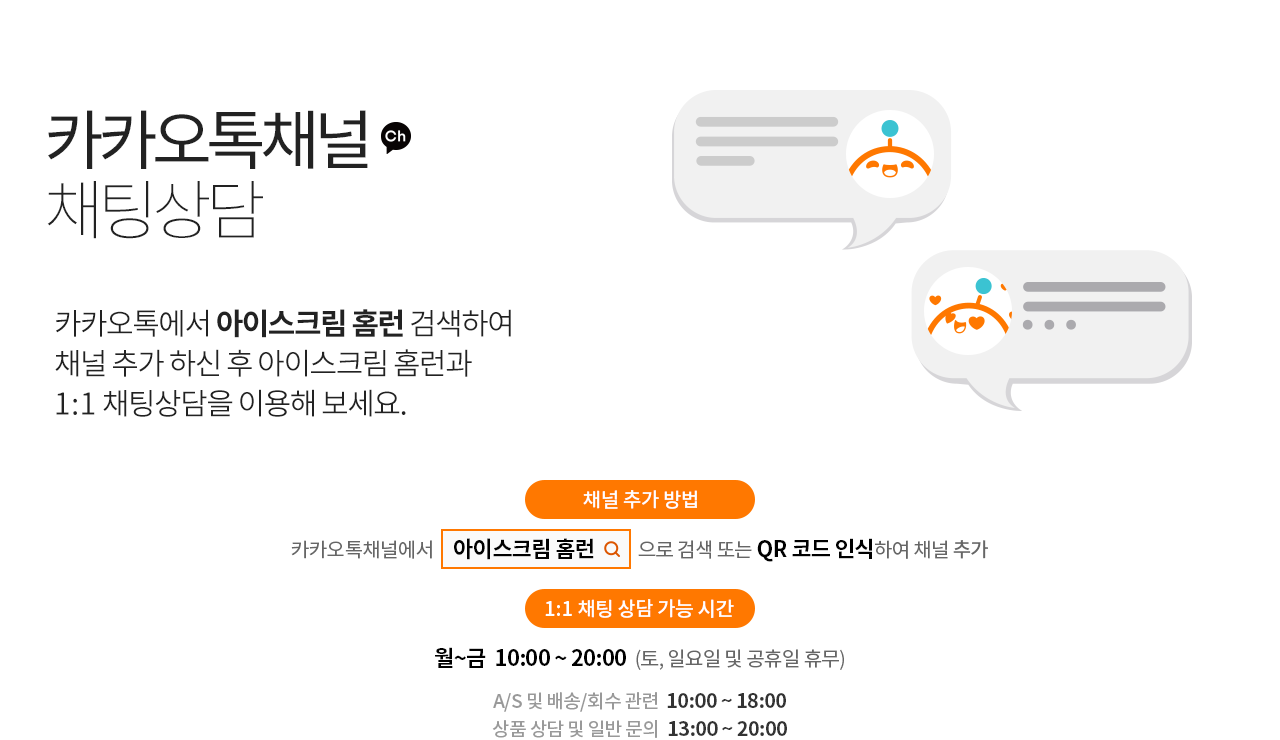 카카오톡채널 Ch
채팅상담
카카오톡에서 아이스크림 홈런 검색하여
채널 추가 하신 후 아이스크림 홈런과
1:1 채팅상담을 이용해 보세요.
채널 추가 방법
카카오톡채널에서 아이스크림 홈런 으로 검색 또는 QR 코드 인식하여 채널 추가
1:1 채팅 상담 가능 시간
월~금 10:00 ~ 20:00 (토, 일요일 및 공휴일 휴무)
A/S 및 배송/회수 관련 10:00 ~ 18:00
상품 상담 및 일반 문의 13:00 ~ 20:00